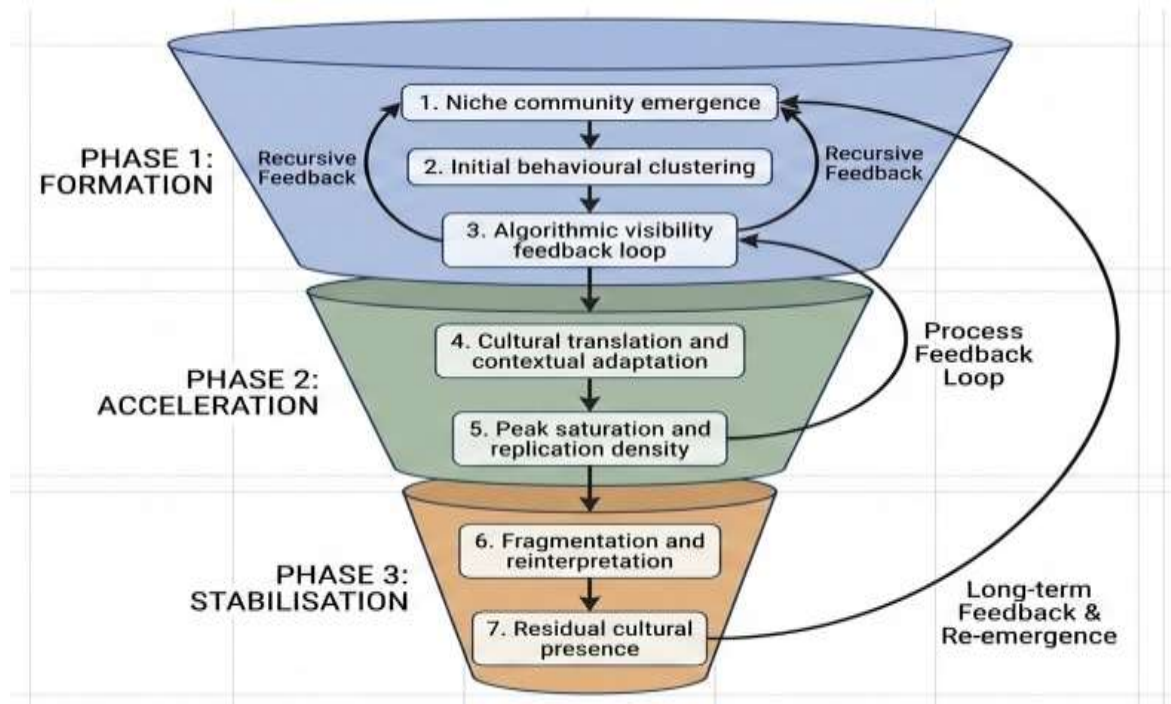 1. Niche community emergence
PHASE 1:
FORMATION
Recursive
Feedback
2. Initial behavioural clustering
Recursive
Feedback
3. Algorithmic visibility
feedback loop
4. Cultural translation and
contextual adaptation
Process
Feedback
Loop
PHASE 2:
ACCELERATION
5. Peak saturation and
replication density
6. Fragmentation and
reinterpretation
PHASE 3:
STABILISATION
7. Residual cultural
presence
Long-term
Feedback &
Re-emergence